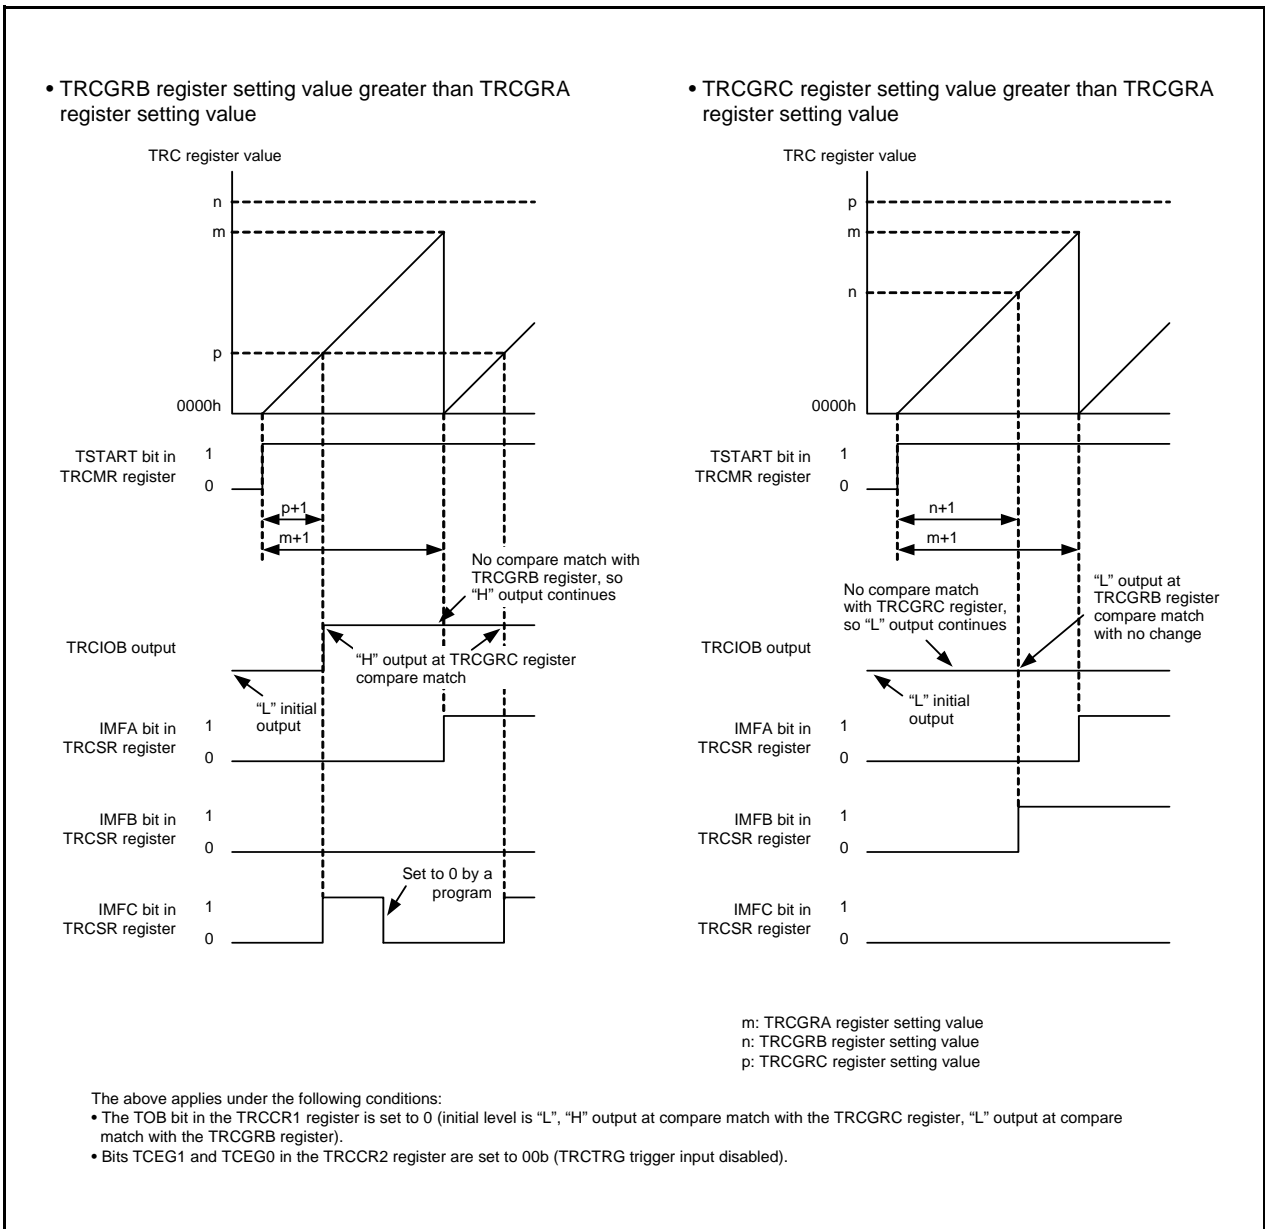 • TRCGRB register setting value greater than TRCGRA
register setting value
TRC register value
n
m
p
0000h
TSTART bit in
TRCMR register
1
0
p+1
m+1
No compare match with
TRCGRB register, so
“H” output continues
TRCIOB output
“H” output at TRCGRC register
compare match
“L” initial
output
IMFA bit in
TRCSR register
1
0
IMFB bit in
TRCSR register
1
0
Set to 0 by a
program
IMFC bit in
TRCSR register
1
0
• TRCGRC register setting value greater than TRCGRA
register setting value
TRC register value
p
m
n
0000h
TSTART bit in
TRCMR register
1
0
n+1
m+1
No compare match
with TRCGRC register,
so “L” output continues
“L” output at
TRCGRB register
compare match
with no change
TRCIOB output
“L” initial
output
IMFA bit in
TRCSR register
1
0
IMFB bit in
TRCSR register
1
0
IMFC bit in
TRCSR register
1
0
m: TRCGRA register setting value
n: TRCGRB register setting value
p: TRCGRC register setting value
The above applies under the following conditions:
• The TOB bit in the TRCCR1 register is set to 0 (initial level is “L”, “H” output at compare match with the TRCGRC register, “L” output at compare
match with the TRCGRB register).
• Bits TCEG1 and TCEG0 in the TRCCR2 register are set to 00b (TRCTRG trigger input disabled).